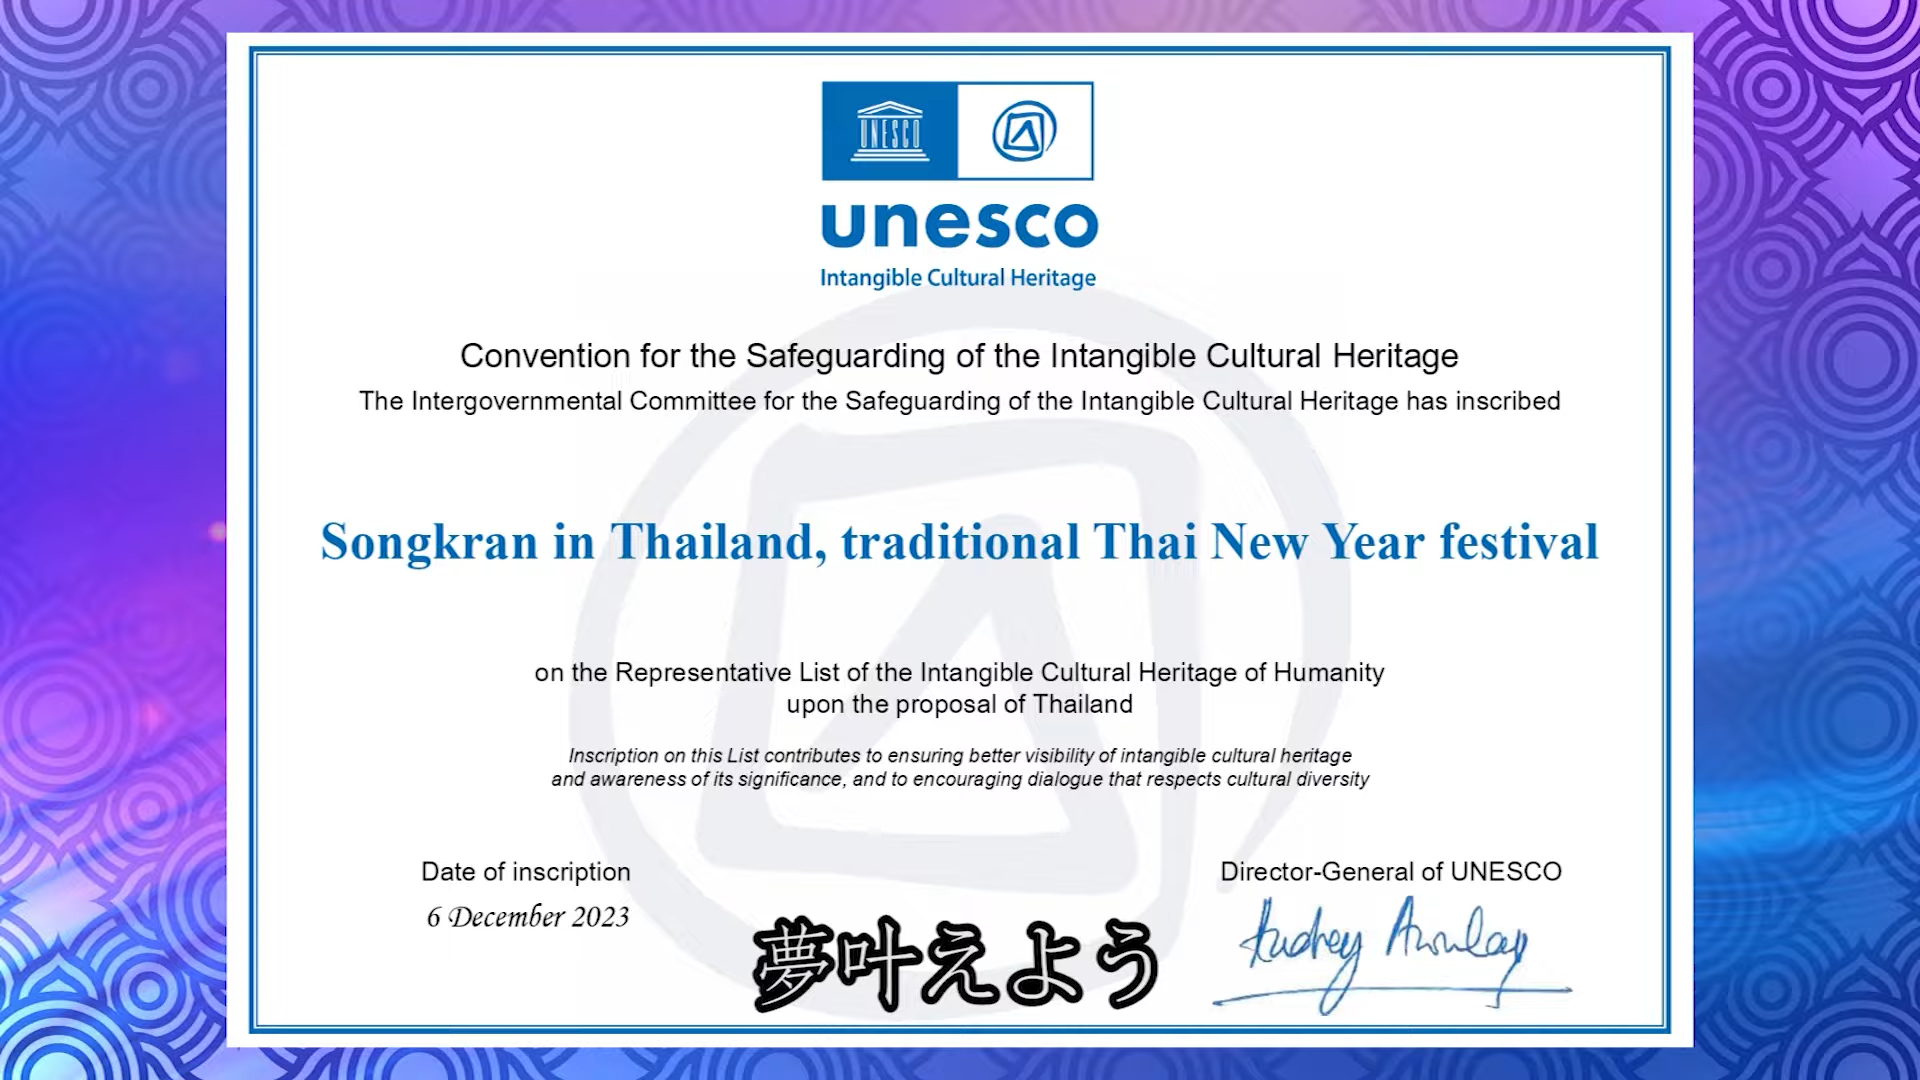 UNESCO
unesco
Intangible Cultural Heritage
Convention for the Safeguarding of the Intangible Cultural Heritage
The Intergovernmental Committee for the Safeguarding of the Intangible Cultural Heritage has inscribed
Songkran in Thailand, traditional Thai New Year festival
on the Representative List of the Intangible Cultural Heritage of Humanity
upon the proposal of Thailand
Inscription on this List contributes to ensuring better visibility of intangible cultural heritage
and awareness of its significance, and to encouraging dialogue that respects cultural diversity
Date of inscription
6 December 2023
Director-General of UNESCO
Audrey Azoulay
夢叶えよう